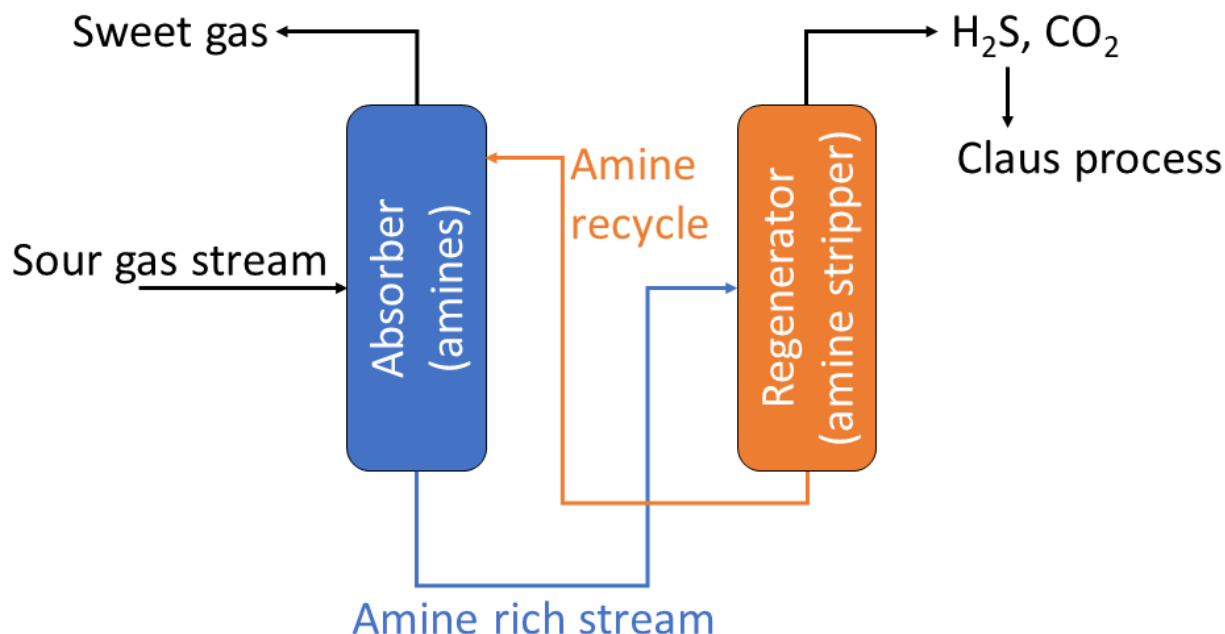 Sweet gas
H₂S, CO₂
Claus process
Amine
recycle
Sour gas stream
Absorber
(amines)
Regenerator
(amine stripper)
Amine rich stream